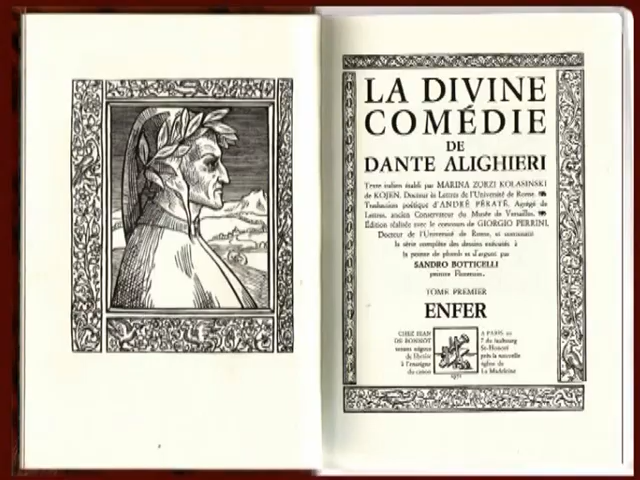 LA DIVINE
COMÉDIE
DE
DANTE ALIGHIERI
Texte italien établi par MARINA ZORZI KOLASINSKI
de KOJEN, Docteur ès Lettres de l'Université de Rome.
Traduction poétique d'ANDRÉ PÉRATÉ, Agrégé de
Lettres, ancien Conservateur du Musée de Versailles.
Édition réalisée avec le concours de GIORGIO PERRINI,
Docteur de l'Université de Rome, et contenant
la série complète des dessins exécutés à
la pointe de plomb et d'argent par
SANDRO BOTTICELLI
peintre Florentin.
TOME PREMIER
ENFER
CHEZ JEAN
DE BONNOT
à l'enseigne
du canon
A PARIS au
7 du faubourg
St-Honoré
près la nouvelle
église de
La Madeleine